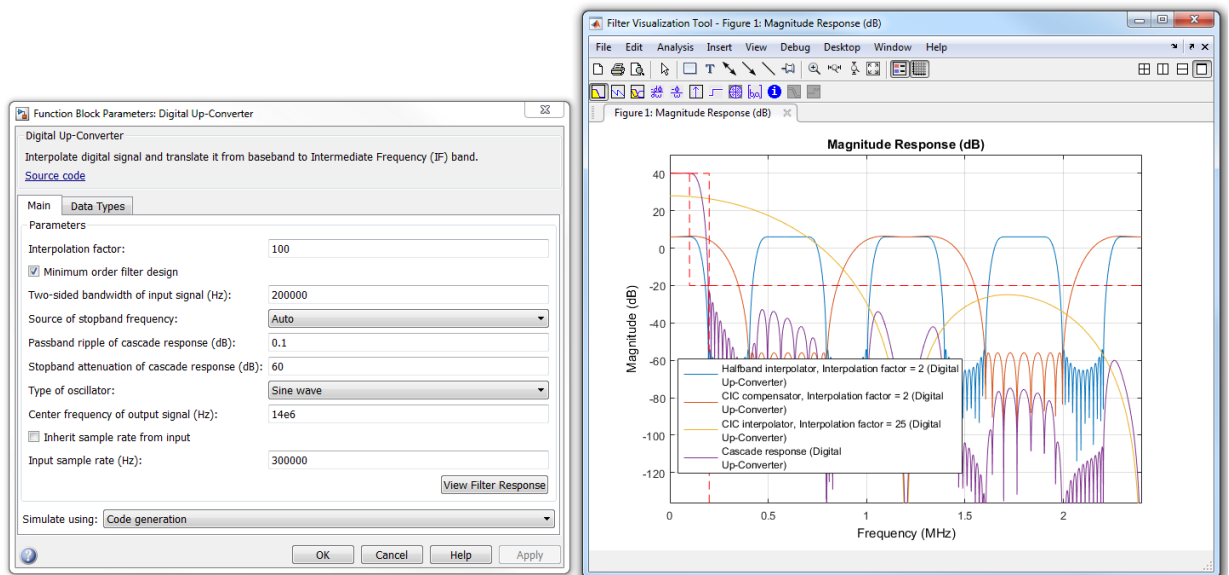 Function Block Parameters: Digital Up-Converter
Digital Up-Converter
Interpolate digital signal and translate it from baseband to Intermediate Frequency (IF) band.
Source code
Main Data Types
Parameters
Interpolation factor: 100
Minimum order filter design
Two-sided bandwidth of input signal (Hz): 200000
Source of stopband frequency: Auto
Passband ripple of cascade response (dB): 0.1
Stopband attenuation of cascade response (dB): 60
Type of oscillator: Sine wave
Center frequency of output signal (Hz): 14e6
Inherit sample rate from input
Input sample rate (Hz): 300000
View Filter Response
Simulate using: Code generation
OK Cancel Help Apply
Filter Visualization Tool - Figure 1: Magnitude Response (dB)
File Edit Analysis Insert View Debug Desktop Window Help
Figure 1: Magnitude Response (dB)
Magnitude Response (dB)
Magnitude (dB)
40
20
0
-20
-40
-60
-80
-100
-120
Halfband interpolator, Interpolation factor = 2 (Digital
Up-Converter)
CIC compensator, Interpolation factor = 2 (Digital
Up-Converter)
CIC interpolator, Interpolation factor = 25 (Digital
Up-Converter)
Cascade response (Digital
Up-Converter)
0 0.5 1 1.5 2
Frequency (MHz)